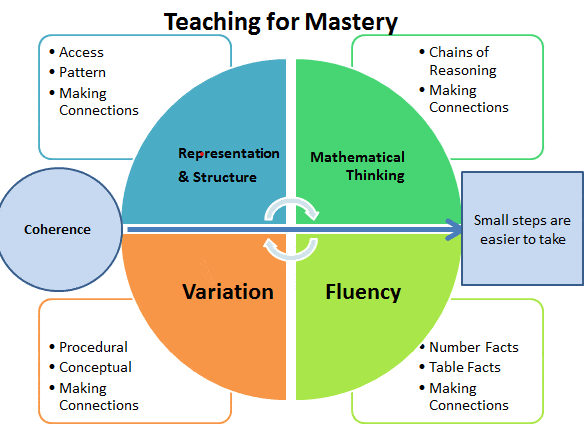 Teaching for Mastery
• Access
• Pattern
• Making
Connections
• Chains of
Reasoning
• Making
Connections
Representation
& Structure
Mathematical
Thinking
Coherence
Small steps are
easier to take
Variation
Fluency
• Procedural
• Conceptual
• Making
Connections
• Number Facts
• Table Facts
• Making
Connections